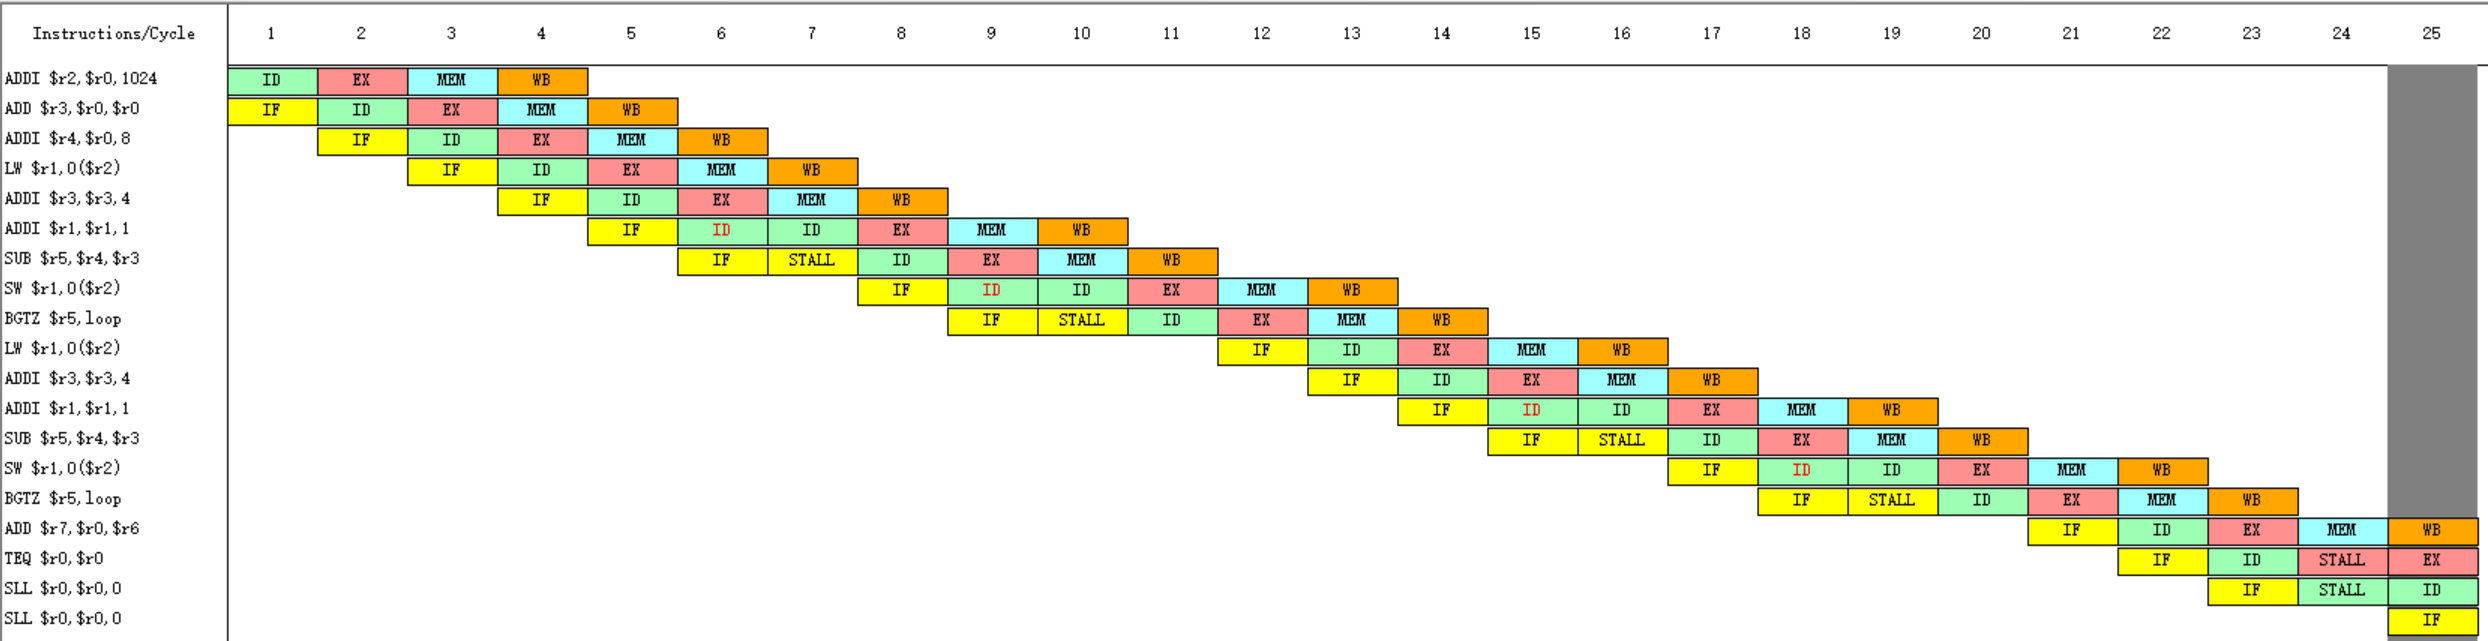 Instructions/Cycle 1 2 3 4 5 6 7 8 9 10 11 12 13 14 15 16 17 18 19 20 21 22 23 24 25
ADDI $r2,$r0,1024 ID EX MEM WB
ADD $r3,$r0,$r0 IF ID EX MEM WB
ADDI $r4,$r0,8 IF ID EX MEM WB
LW $r1,0($r2) IF ID EX MEM WB
ADDI $r3,$r3,4 IF ID EX MEM WB
ADDI $r1,$r1,1 IF ID ID EX MEM WB
SUB $r5,$r4,$r3 IF STALL ID EX MEM WB
SW $r1,0($r2) IF ID ID EX MEM WB
BGTZ $r5,loop IF STALL ID EX MEM WB
LW $r1,0($r2) IF ID EX MEM WB
ADDI $r3,$r3,4 IF ID EX MEM WB
ADDI $r1,$r1,1 IF ID ID EX MEM WB
SUB $r5,$r4,$r3 IF STALL ID EX MEM WB
SW $r1,0($r2) IF ID ID EX MEM WB
BGTZ $r5,loop IF STALL ID EX MEM WB
ADD $r7,$r0,$r6 IF ID EX MEM WB
TEQ $r0,$r0 IF ID STALL EX
SLL $r0,$r0,0 IF STALL ID
SLL $r0,$r0,0 IF